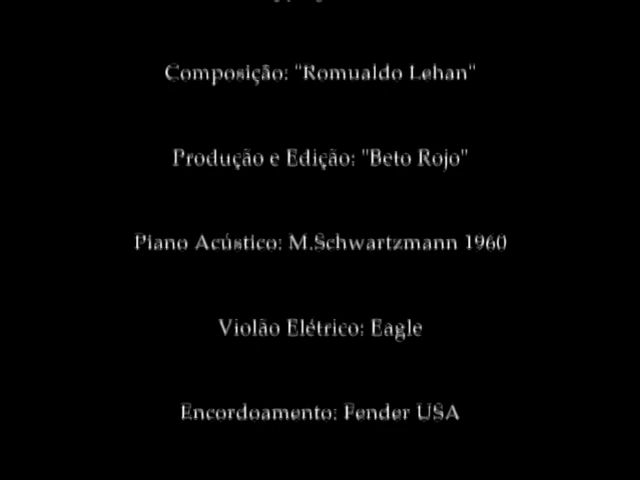 Composição: "Romualdo Lehan"
Produção e Edição: "Beto Rojo"
Piano Acústico: M.Schwartzmann 1960
Violão Elétrico: Eagle
Encordoamento: Fender USA